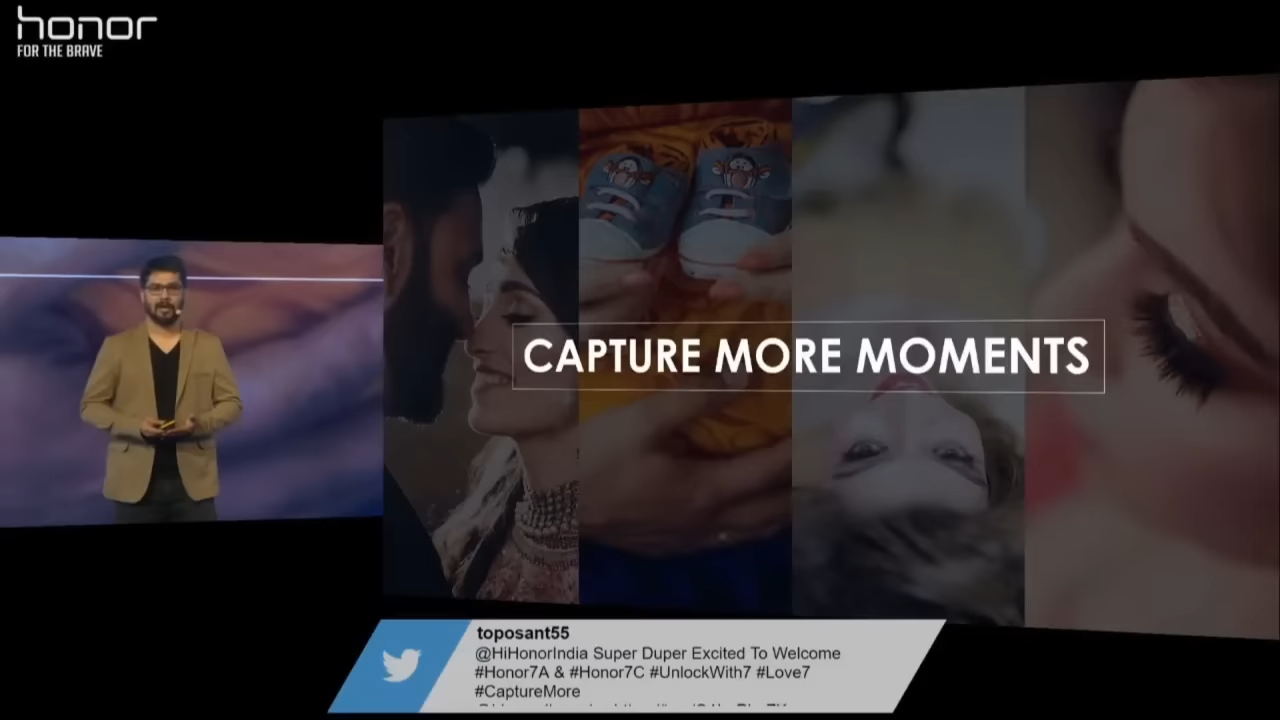 honor
FOR THE BRAVE
CAPTURE MORE MOMENTS
toposant55
@HiHonorIndia Super Duper Excited To Welcome
#Honor7A & #Honor7C #UnlockWith7 #Love7
#CaptureMore